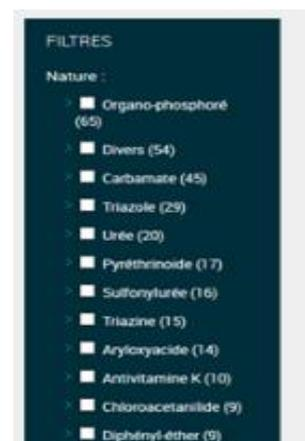 FILTRES
Nature :
Organo-phosphoré
(65)
Divers (54)
Carbamate (45)
Triazole (29)
Urée (20)
Pyréthrinoide (17)
Sulfonylurée (16)
Triazine (15)
Aryloxyacide (14)
Antivitamine K (10)
Chloroacetanilide (9)
Diphényl-éther (9)